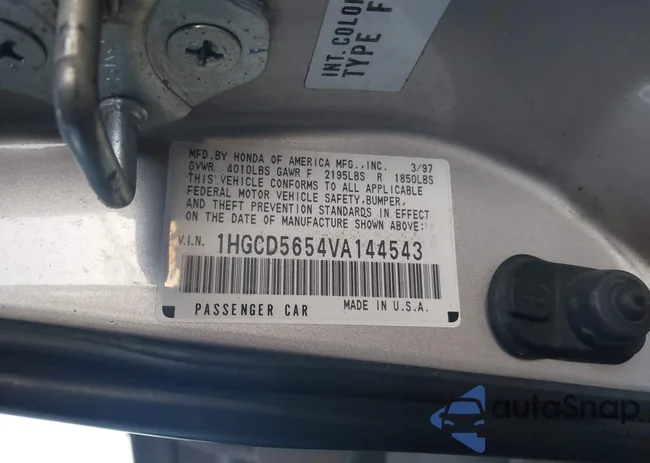 INT. COLOR
TYPE F
MFD. BY HONDA OF AMERICA MFG., INC. 3/97
GVWR 4010LBS GAWR F 2195LBS R 1850LBS
THIS VEHICLE CONFORMS TO ALL APPLICABLE
FEDERAL MOTOR VEHICLE SAFETY, BUMPER,
AND THEFT PREVENTION STANDARDS IN EFFECT
ON THE DATE OF MANUFACTURE SHOWN ABOVE:
V.I.N. 1HGCD5654VA144543
PASSENGER CAR MADE IN U.S.A.
autoSnap